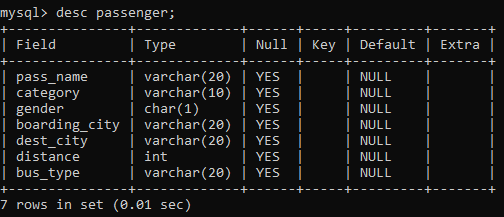 mysql> desc passenger;
+---------------+-------------+------+-----+---------+-------+
| Field         | Type        | Null | Key | Default | Extra |
+---------------+-------------+------+-----+---------+-------+
| pass_name     | varchar(20) | YES  |     | NULL    |       |
| category      | varchar(10) | YES  |     | NULL    |       |
| gender        | char(1)     | YES  |     | NULL    |       |
| boarding_city | varchar(20) | YES  |     | NULL    |       |
| dest_city     | varchar(20) | YES  |     | NULL    |       |
| distance      | int         | YES  |     | NULL    |       |
| bus_type      | varchar(20) | YES  |     | NULL    |       |
+---------------+-------------+------+-----+---------+-------+
7 rows in set (0.01 sec)